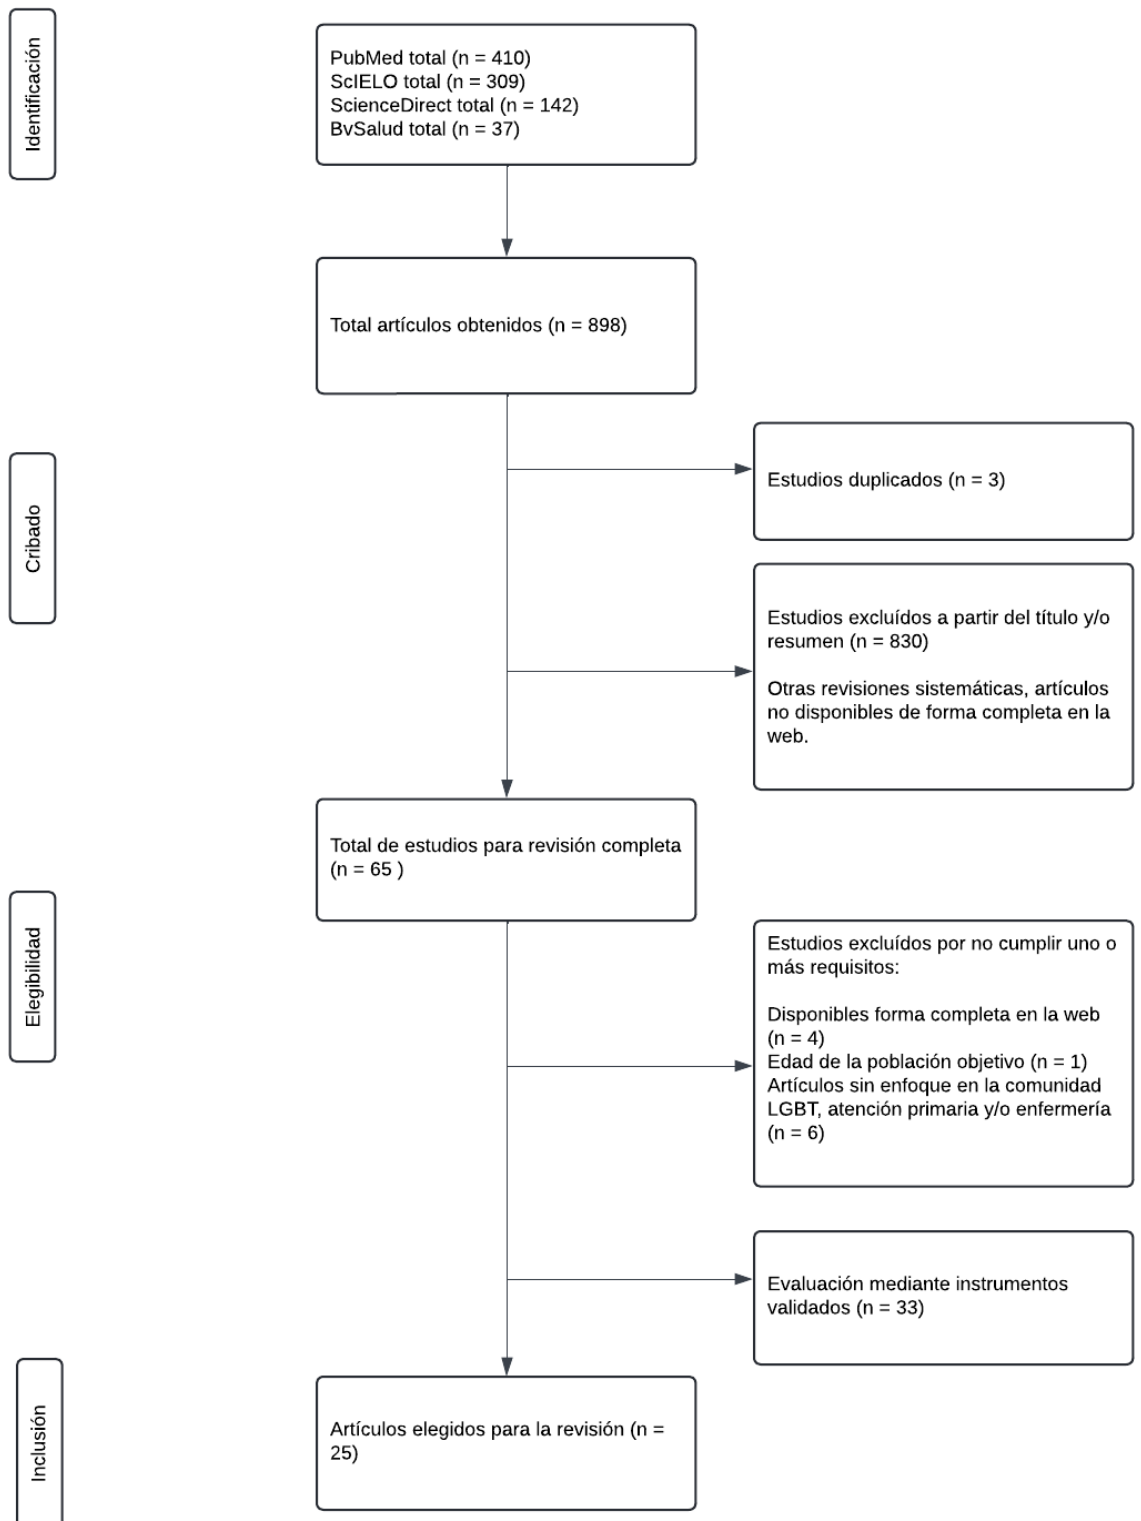 Identificación
PubMed total (n = 410)
ScIELO total (n = 309)
ScienceDirect total (n = 142)
BvSalud total (n = 37)
Total artículos obtenidos (n = 898)
Cribado
Estudios duplicados (n = 3)
Estudios excluídos a partir del título y/o
resumen (n = 830)
Otras revisiones sistemáticas, artículos
no disponibles de forma completa en la
web.
Total de estudios para revisión completa
(n = 65 )
Elegibilidad
Estudios excluídos por no cumplir uno o
más requisitos:
Disponibles forma completa en la web
(n = 4)
Edad de la población objetivo (n = 1)
Artículos sin enfoque en la comunidad
LGBT, atención primaria y/o enfermería
(n = 6)
Evaluación mediante instrumentos
validados (n = 33)
Inclusión
Artículos elegidos para la revisión (n =
25)